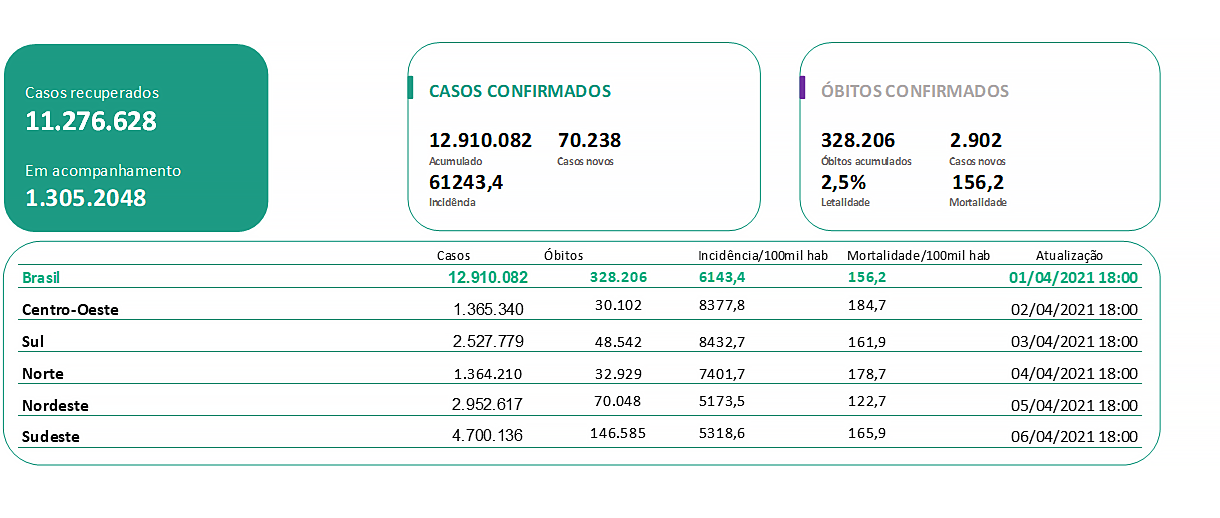 Casos recuperados
11.276.628
Em acompanhamento
1.305.2048
CASOS CONFIRMADOS
12.910.082 70.238
Acumulado Casos novos
61243,4
Incidência
ÓBITOS CONFIRMADOS
328.206 2.902
Óbitos acumulados Casos novos
2,5% 156,2
Letalidade Mortalidade
Casos Óbitos Incidência/100mil hab Mortalidade/100mil hab Atualização
Brasil 12.910.082 328.206 6143,4 156,2 01/04/2021 18:00
Centro-Oeste 1.365.340 30.102 8377,8 184,7 02/04/2021 18:00
Sul 2.527.779 48.542 8432,7 161,9 03/04/2021 18:00
Norte 1.364.210 32.929 7401,7 178,7 04/04/2021 18:00
Nordeste 2.952.617 70.048 5173,5 122,7 05/04/2021 18:00
Sudeste 4.700.136 146.585 5318,6 165,9 06/04/2021 18:00